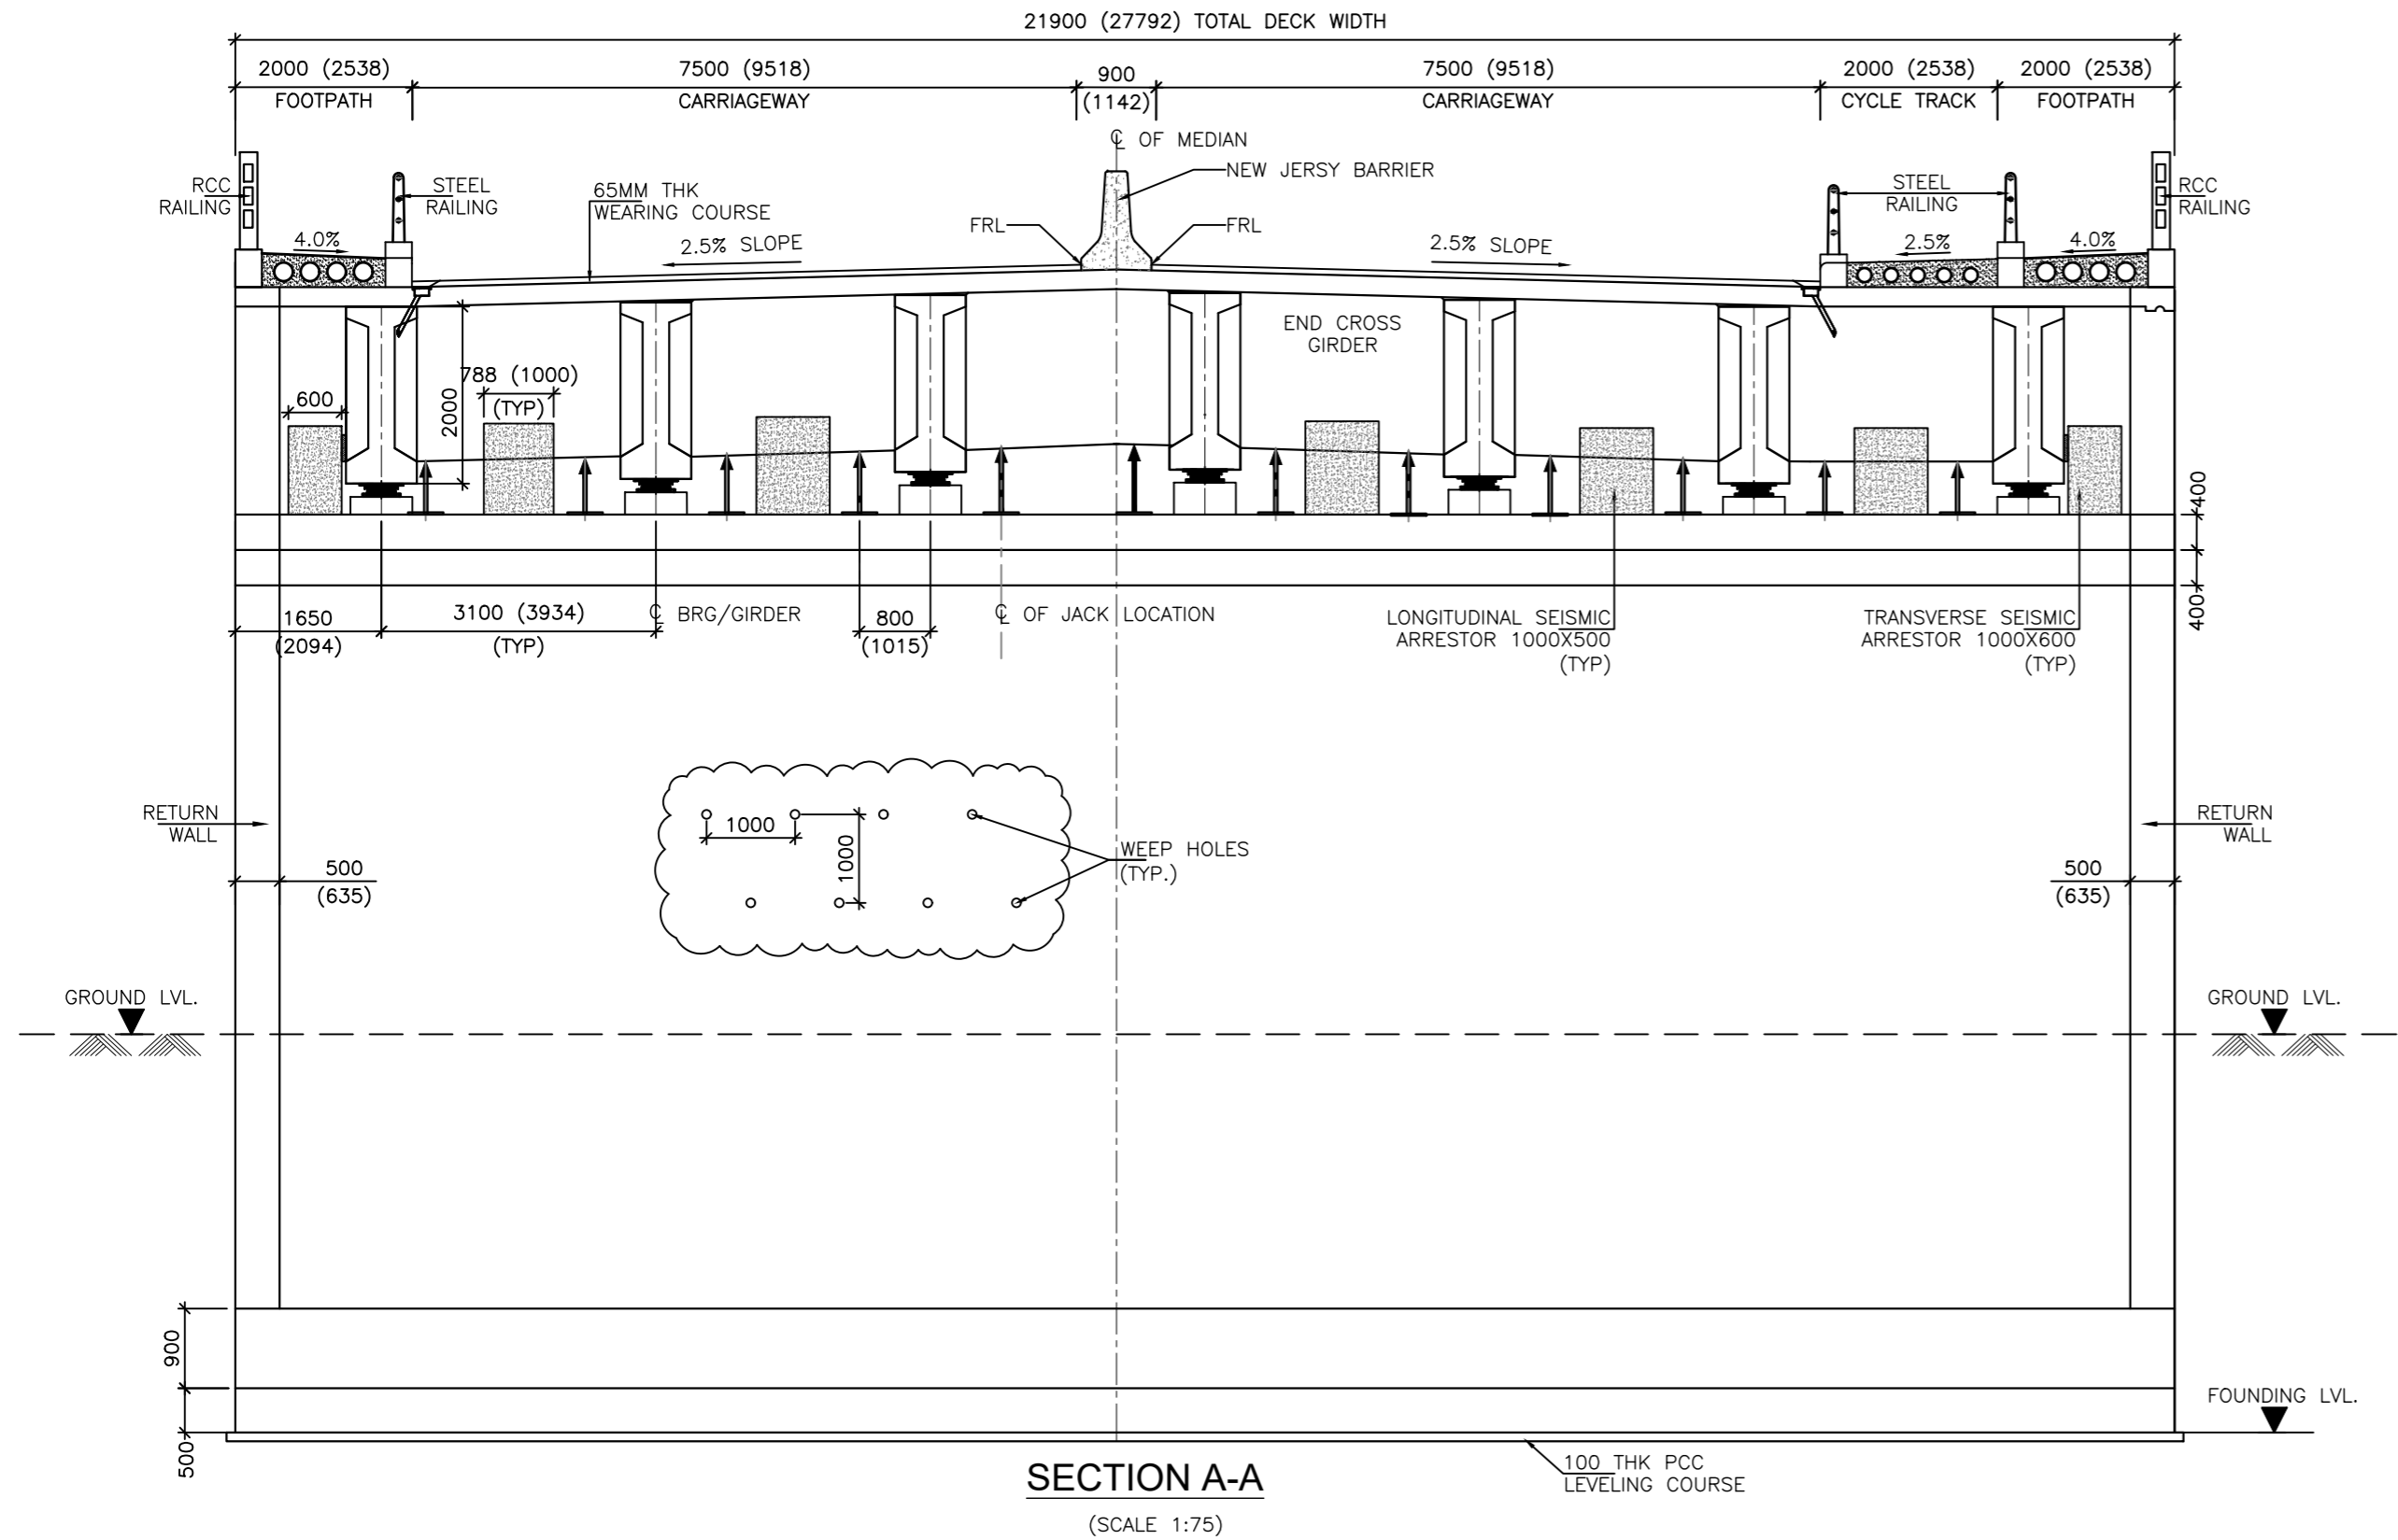 21900 (27792) TOTAL DECK WIDTH
2000 (2538)
FOOTPATH
7500 (9518)
CARRIAGEWAY
900
(1142)
7500 (9518)
CARRIAGEWAY
2000 (2538)
CYCLE TRACK
2000 (2538)
FOOTPATH
℄ OF MEDIAN
NEW JERSY BARRIER
RCC
RAILING
STEEL
RAILING
65MM THK
WEARING COURSE
FRL
FRL
STEEL
RAILING
RCC
RAILING
4.0%
2.5% SLOPE
2.5% SLOPE
2.5%
4.0%
END CROSS
GIRDER
600
2000
788 (1000)
(TYP)
400
400
1650
(2094)
3100 (3934)
(TYP)
℄ BRG/GIRDER
800
(1015)
℄ OF JACK LOCATION
LONGITUDINAL SEISMIC
ARRESTOR 1000X500
(TYP)
TRANSVERSE SEISMIC
ARRESTOR 1000X600
(TYP)
RETURN
WALL
1000
1000
WEEP HOLES
(TYP.)
RETURN
WALL
500
(635)
500
(635)
GROUND LVL.
GROUND LVL.
900
500
FOUNDING LVL.
100 THK PCC
LEVELING COURSE
SECTION A-A
(SCALE 1:75)